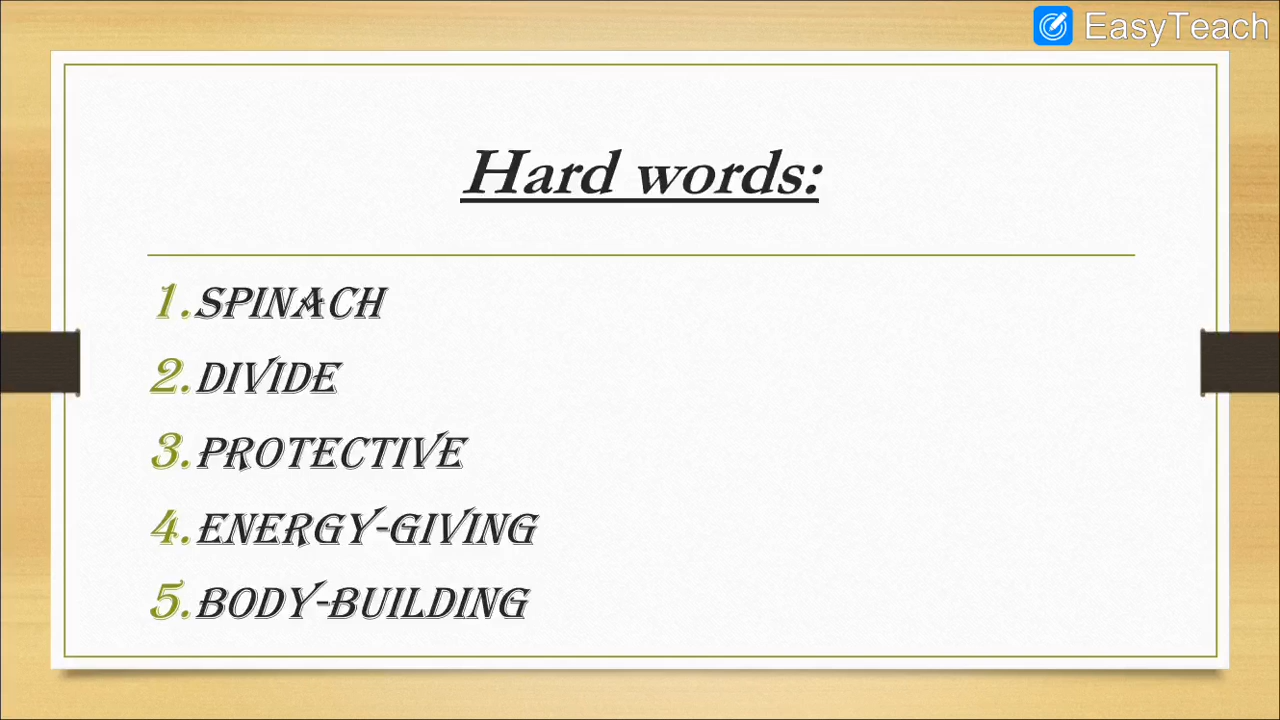 EasyTeach
Hard words:
1. SPINACH
2. DIVIDE
3. PROTECTIVE
4. ENERGY-GIVING
5. BODY-BUILDING